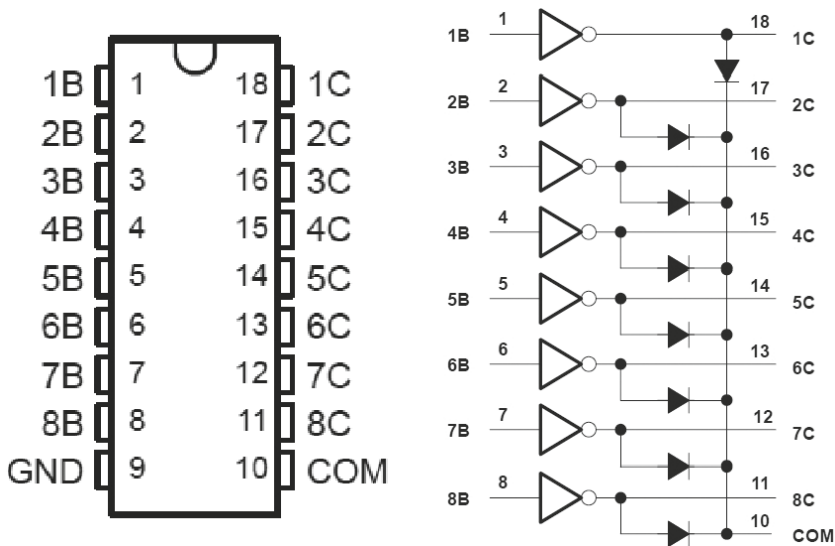 1B 1 18 1C
2B 2 17 2C
3B 3 16 3C
4B 4 15 4C
5B 5 14 5C
6B 6 13 6C
7B 7 12 7C
8B 8 11 8C
GND 9 10 COM
1B 1 18 1C
2B 2 17 2C
3B 3 16 3C
4B 4 15 4C
5B 5 14 5C
6B 6 13 6C
7B 7 12 7C
8B 8 11 8C
10 COM